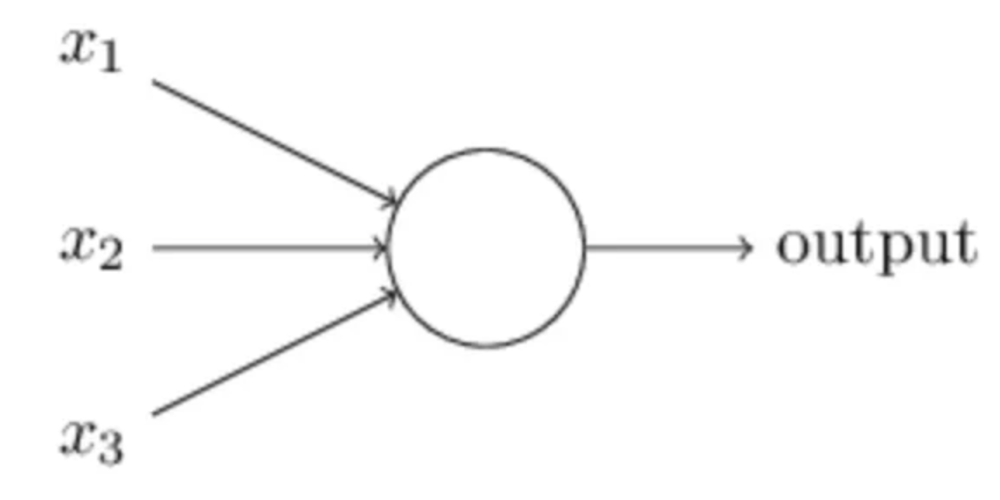 x₁
x₂
output
x₃